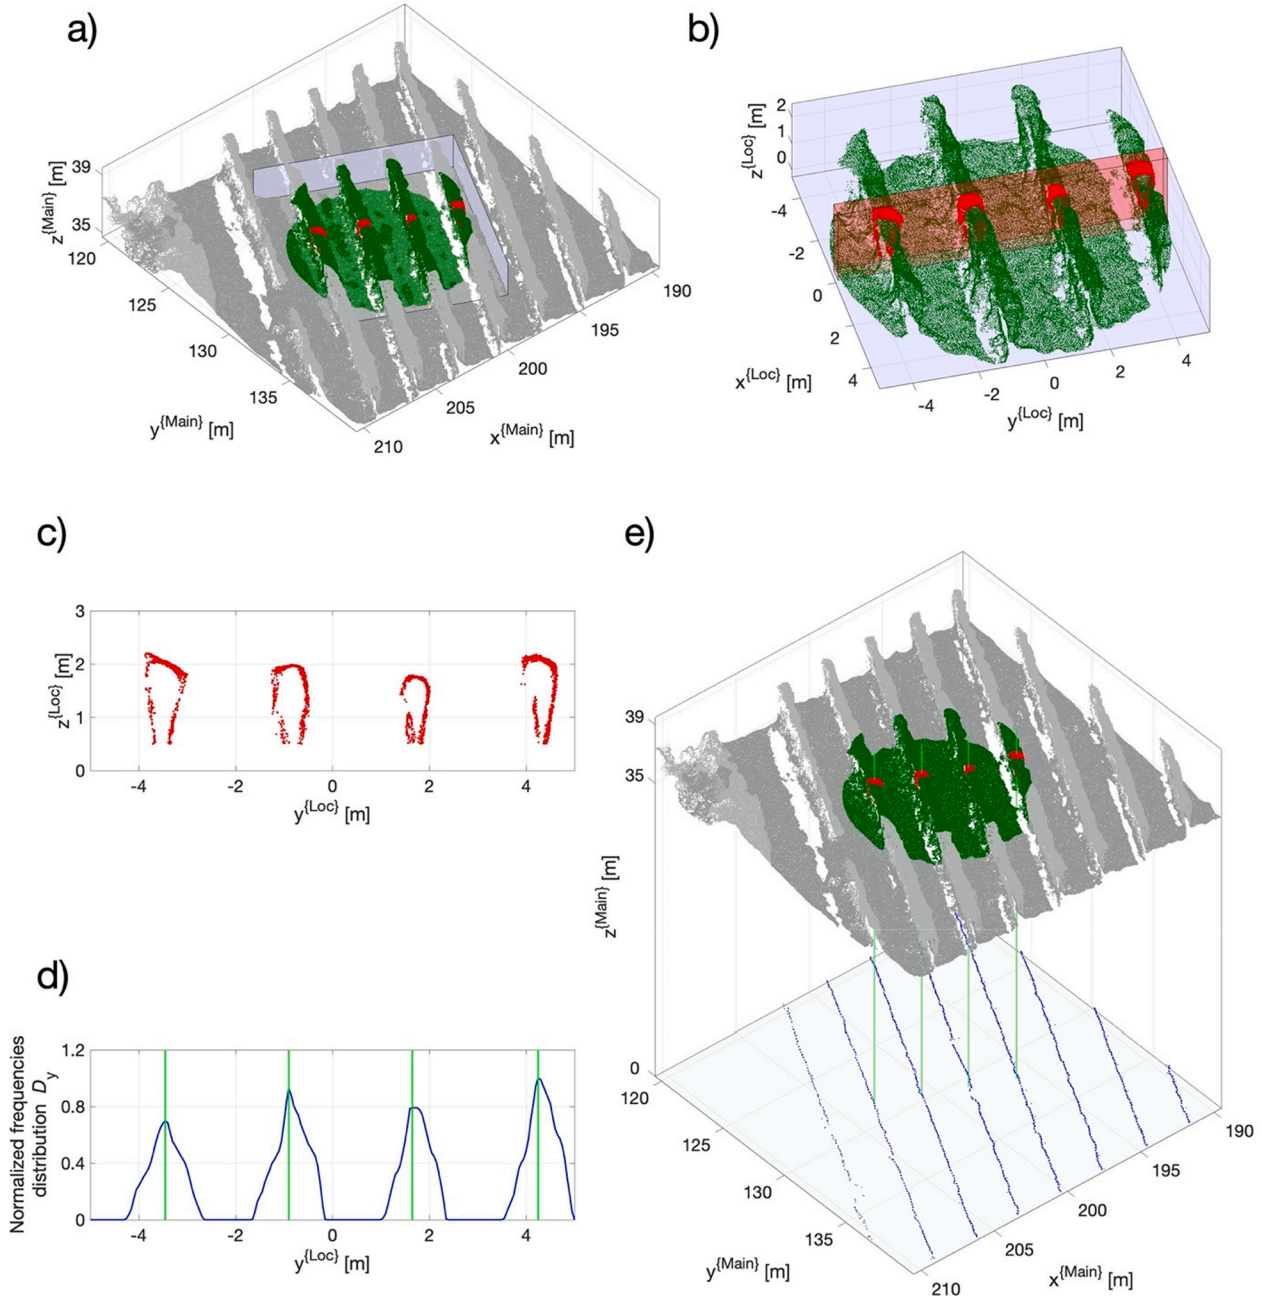 a)
z{Main} [m]
39
35
120
125
130
135
y{Main} [m]
190
195
200
205
210
x{Main} [m]
b)
z{Loc} [m]
2
1
0
-4
-2
0
2
4
x{Loc} [m]
-4
-2
0
2
4
y{Loc} [m]
c)
z{Loc} [m]
3
2
1
0
-4
-2
0
2
4
y{Loc} [m]
d)
Normalized frequencies
distribution Dy
1.2
0.8
0.4
0
-4
-2
0
2
4
y{Loc} [m]
e)
z{Main} [m]
39
35
0
120
125
130
135
y{Main} [m]
190
195
200
205
210
x{Main} [m]